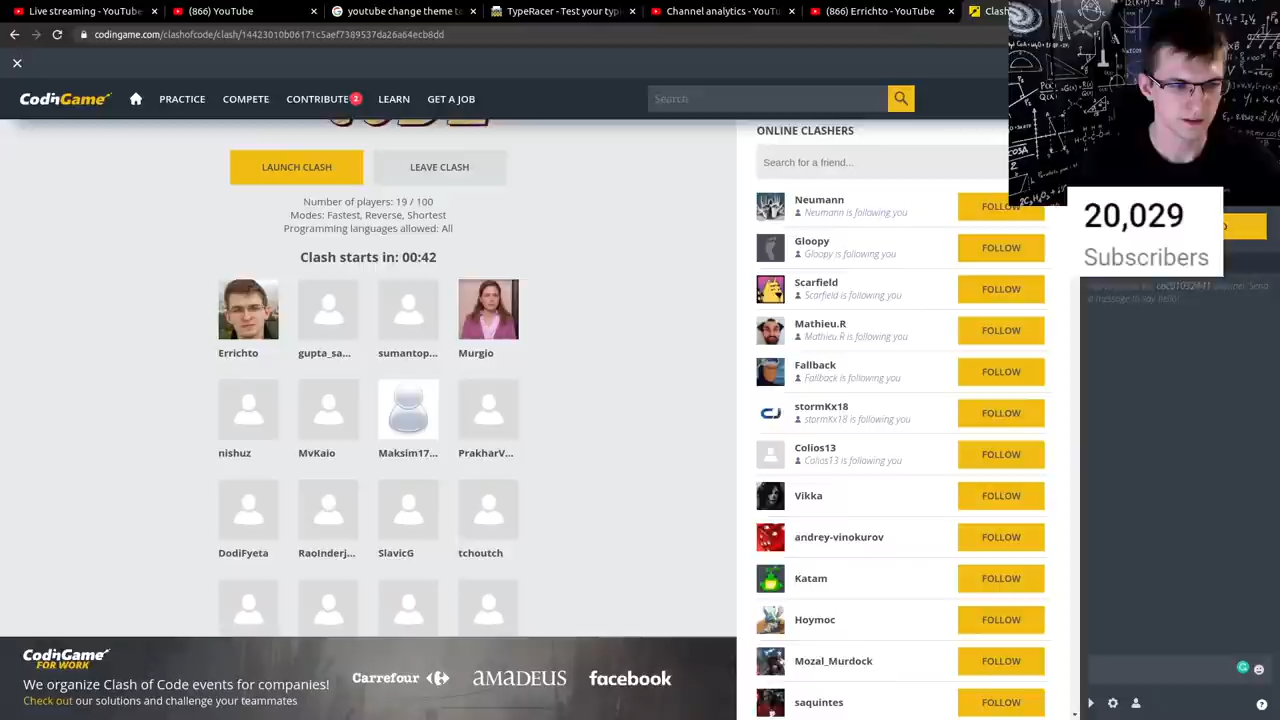 Live streaming - YouTub
(866) YouTube
youtube change theme t
TypeRacer - Test your typ
Channel analytics - YouTu
(866) Errichto - YouTube
Clash
codingame.com/clashofcode/clash/14423010b06171c5aef7389537da26a64ecb8dd
CodinGame
PRACTICE
COMPETE
CONTRIBUTE
LEARN
GET A JOB
Search
ONLINE CLASHERS
Search for a friend...
LAUNCH CLASH
LEAVE CLASH
Number of players: 19 / 100
Modes: Fastest, Reverse, Shortest
Programming languages allowed: All
Clash starts in: 00:42
Errichto
gupta_sa...
sumantop...
Murgio
nishuz
MvKaio
Maksim17...
PrakharV...
DodiFyeta
RaoInderj...
SlavicG
tchoutch
Neumann
Neumann is following you
FOLLOW
Gloopy
Gloopy is following you
FOLLOW
Scarfield
Scarfield is following you
FOLLOW
Mathieu.R
Mathieu.R is following you
FOLLOW
Fallback
Fallback is following you
FOLLOW
stormKx18
stormKx18 is following you
FOLLOW
Colios13
Colios13 is following you
FOLLOW
Vikka
FOLLOW
andrey-vinokurov
FOLLOW
Katam
FOLLOW
Hoymoc
FOLLOW
Mozal_Murdock
FOLLOW
saquintes
FOLLOW
20,029
Subscribers
channel. Send
a message to say hello!
CodinGame
FOR WORK
We organize Clash of Code events for companies!
Check out our solutions and challenge your teammates
Carrefour
AMADEUS
facebook